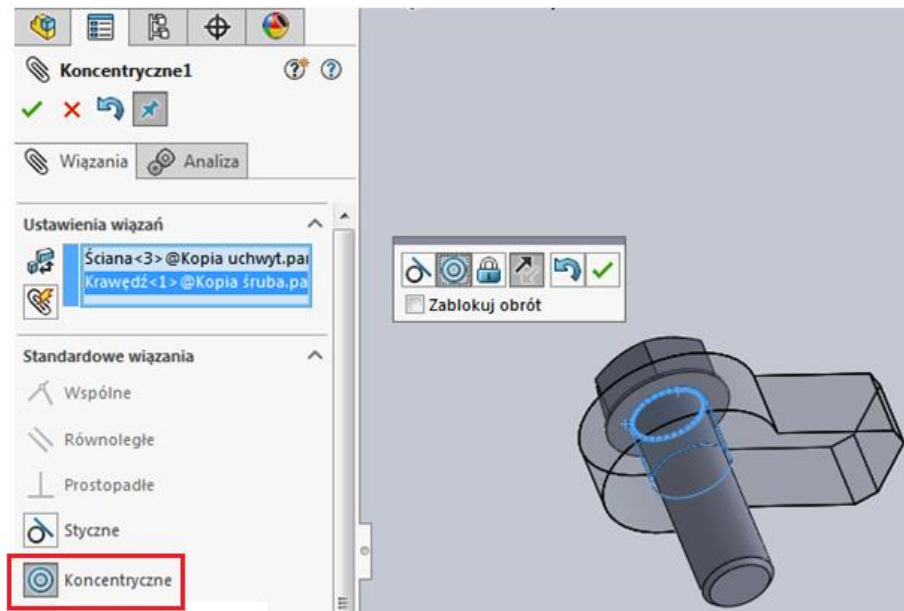 Koncentryczne1
Wiązania
Analiza
Ustawienia wiązań
Ściana<3>@Kopia uchwyt.par
Krawędź<1>@Kopia śruba.pa
Standardowe wiązania
Wspólne
Równoległe
Prostopadłe
Styczne
Koncentryczne
Zablokuj obrót